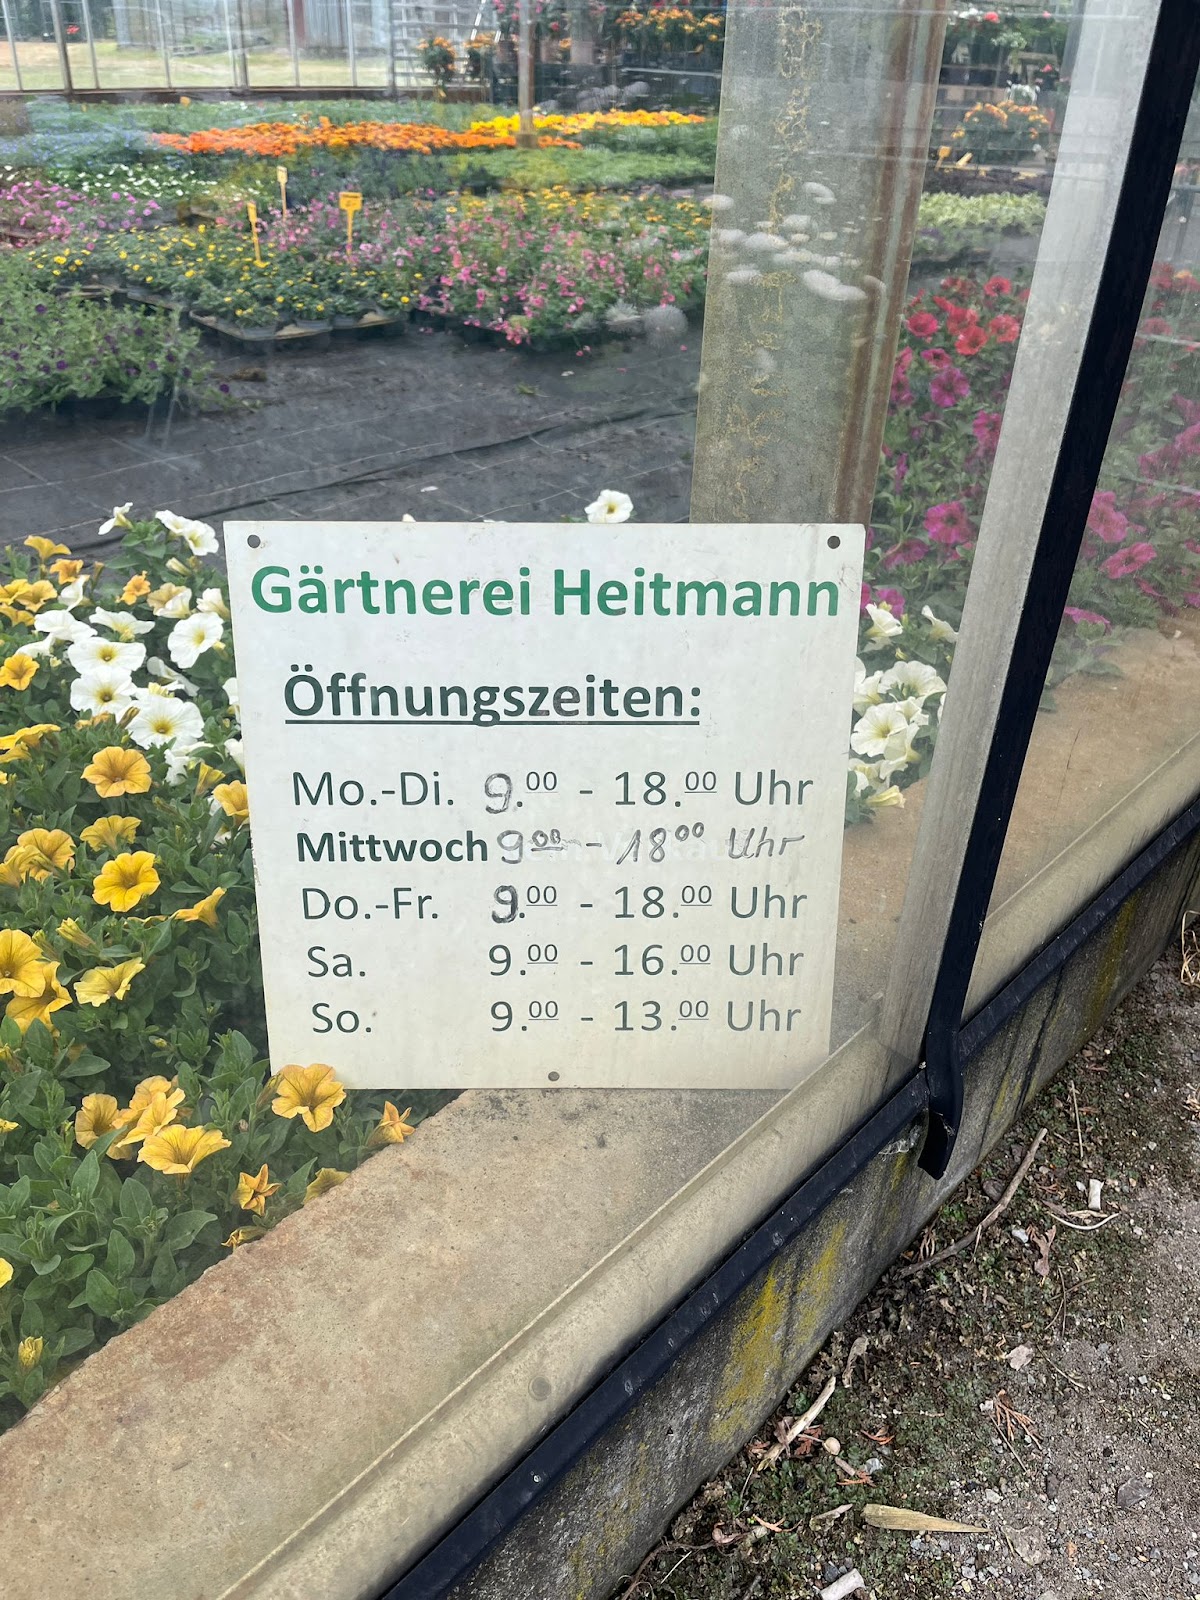 Gärtnerei Heitmann
Öffnungszeiten:
Mo.-Di. 9.00 - 18.00 Uhr
Mittwoch 9.00 - 18 00 Uhr
Do.-Fr. 9.00 - 18.00 Uhr
Sa. 9.00 - 16.00 Uhr
So. 9.00 - 13.00 Uhr